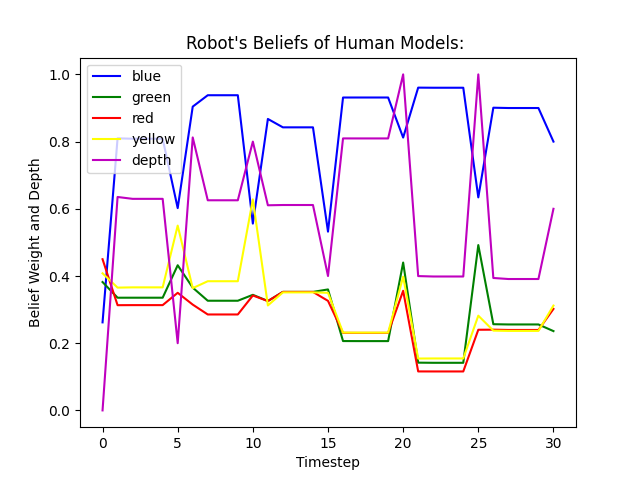 Robot's Beliefs of Human Models:
blue
green
red
yellow
depth
Belief Weight and Depth
1.0
0.8
0.6
0.4
0.2
0.0
0 5 10 15 20 25 30
Timestep